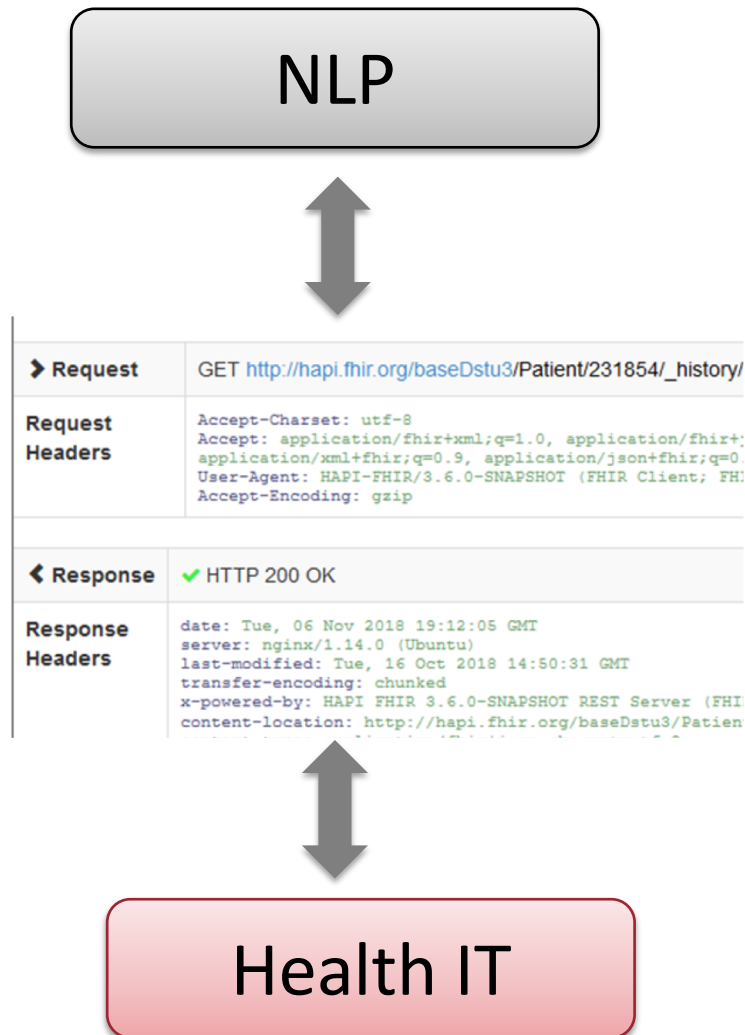 NLP
Request GET http://hapi.fhir.org/baseDstu3/Patient/231854/_history/
Request Headers
Accept-Charset: utf-8
Accept: application/fhir+xml;q=1.0, application/fhir+j
application/xml+fhir;q=0.9, application/json+fhir;q=0.
User-Agent: HAPI-FHIR/3.6.0-SNAPSHOT (FHIR Client; FHI
Accept-Encoding: gzip
Response HTTP 200 OK
Response Headers
date: Tue, 06 Nov 2018 19:12:05 GMT
server: nginx/1.14.0 (Ubuntu)
last-modified: Tue, 16 Oct 2018 14:50:31 GMT
transfer-encoding: chunked
x-powered-by: HAPI FHIR 3.6.0-SNAPSHOT REST Server (FHI
content-location: http://hapi.fhir.org/baseDstu3/Patien
Health IT